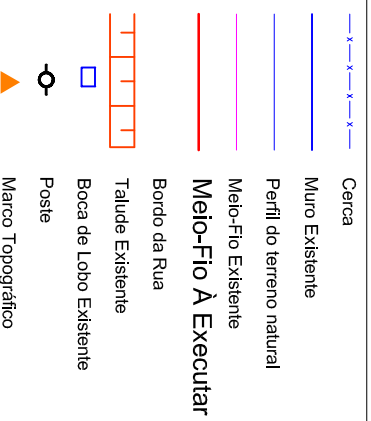 Cerca
Muro Existente
Perfil do terreno natural
Meio-Fio Existente
Meio-Fio À Executar
Bordo da Rua
Talude Existente
Boca de Lobo Existente
Poste
Marco Topográfico